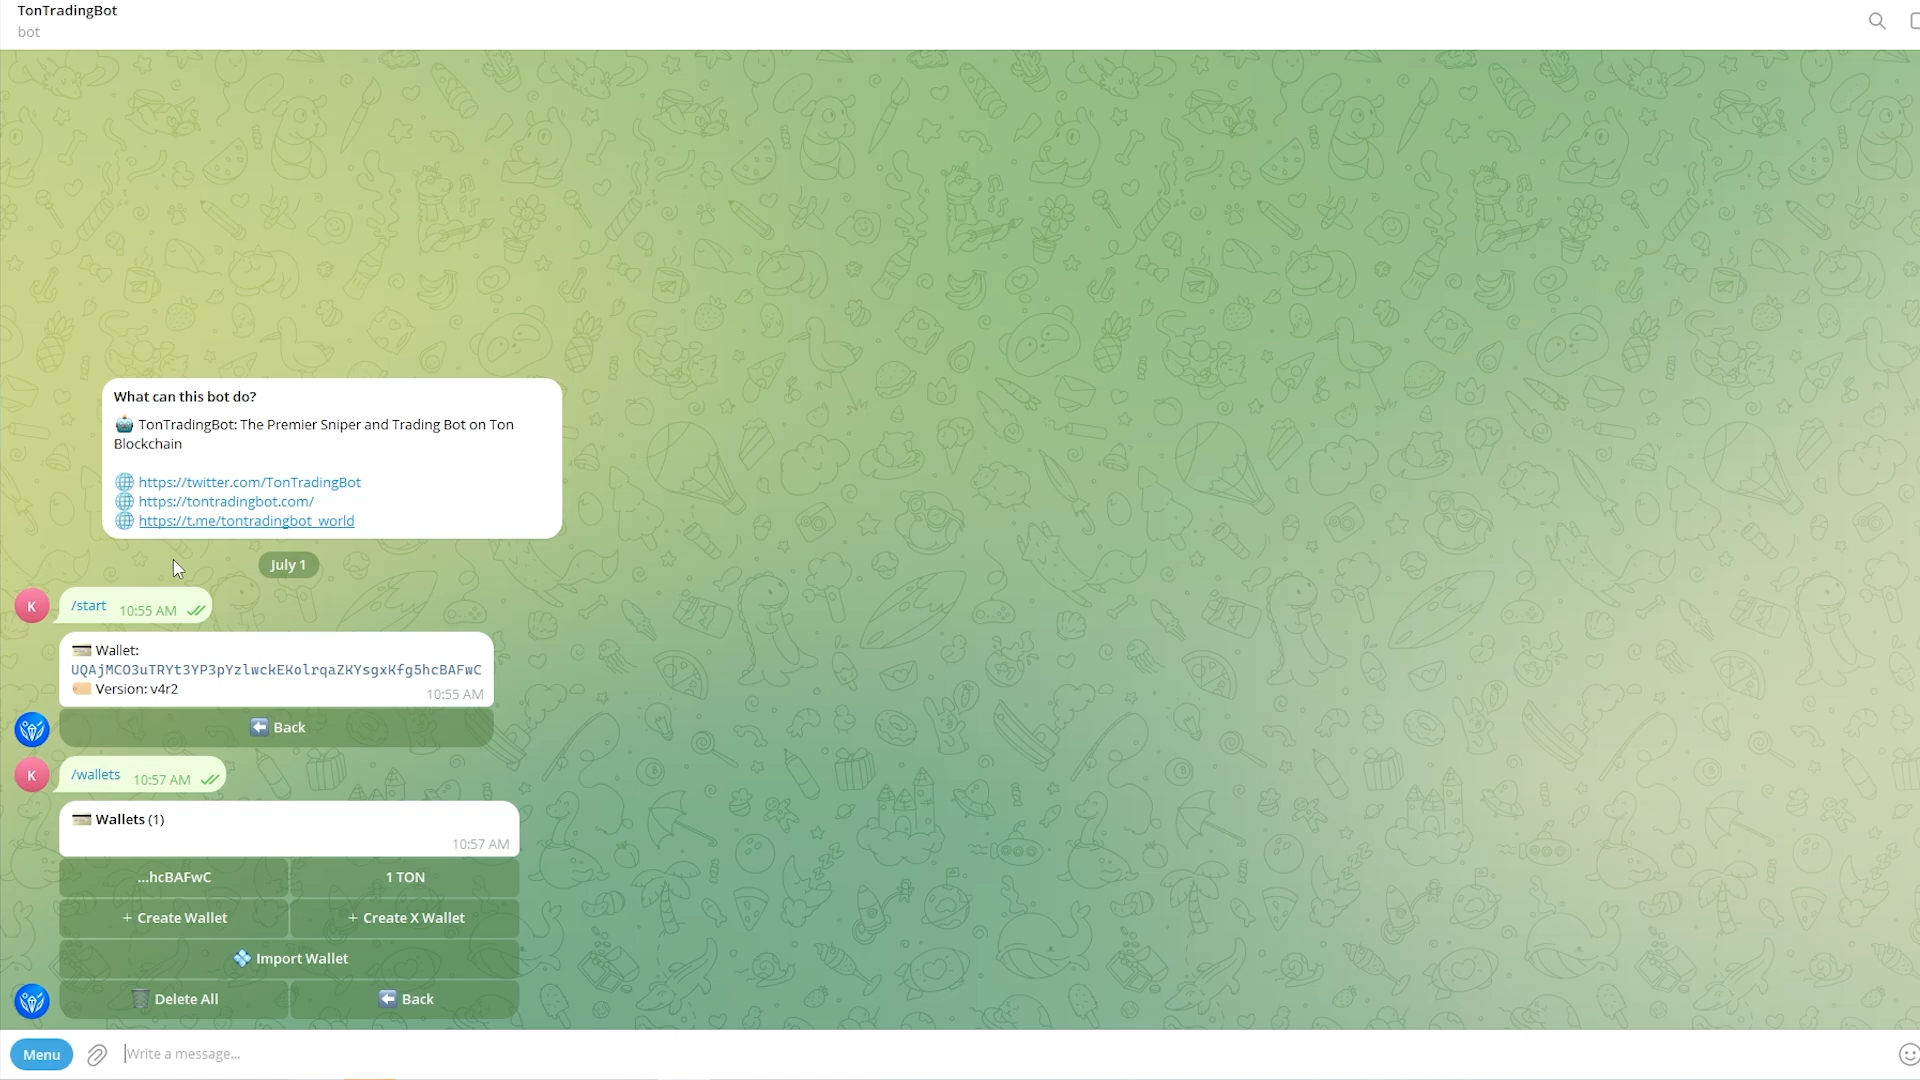 TonTradingBot
bot
What can this bot do?
TonTradingBot: The Premier Sniper and Trading Bot on Ton
Blockchain
https://twitter.com/TonTradingBot
https://tontradingbot.com/
https://t.me/tontradingbot_world
July 1
K
/start 10:55 AM
Wallet:
UQAjMCO3uTRYt3YP3pYzlwckEKolrqaZKYsgxKfg5hcBAFwC
Version: v4r2
10:55 AM
Back
K
/wallets 10:57 AM
Wallets (1)
10:57 AM
...hcBAFwC 1 TON
+ Create Wallet + Create X Wallet
Import Wallet
Delete All Back
Menu Write a message...